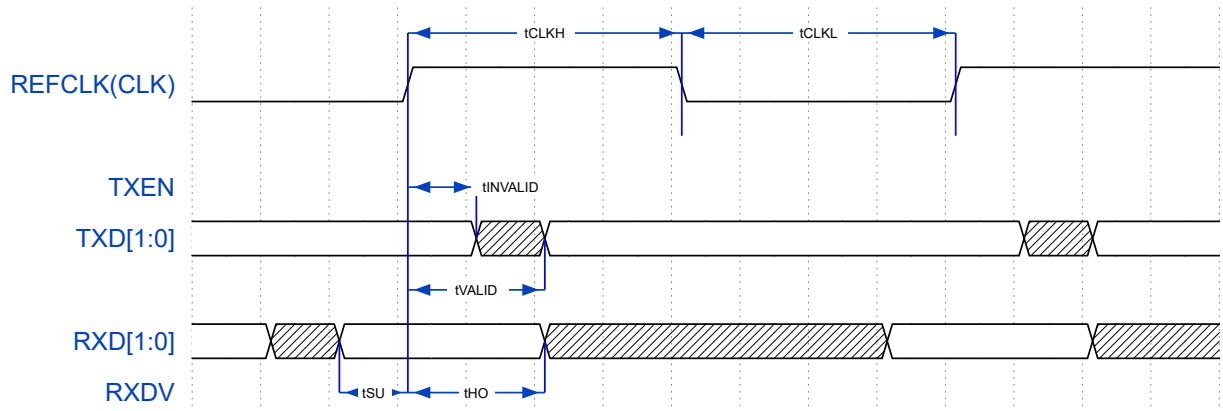 tCLKH tCLKL
REFCLK(CLK)
TXEN tINVALID
TXD[1:0]
tVALID
RXD[1:0]
RXDV tSU tHO